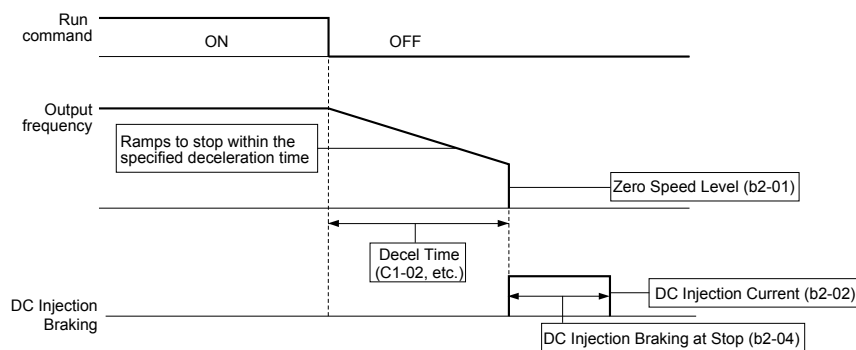 Run
command
ON
OFF
Output
frequency
Ramps to stop within the
specified deceleration time
Zero Speed Level (b2-01)
Decel Time
(C1-02, etc.)
DC Injection
Braking
DC Injection Current (b2-02)
DC Injection Braking at Stop (b2-04)